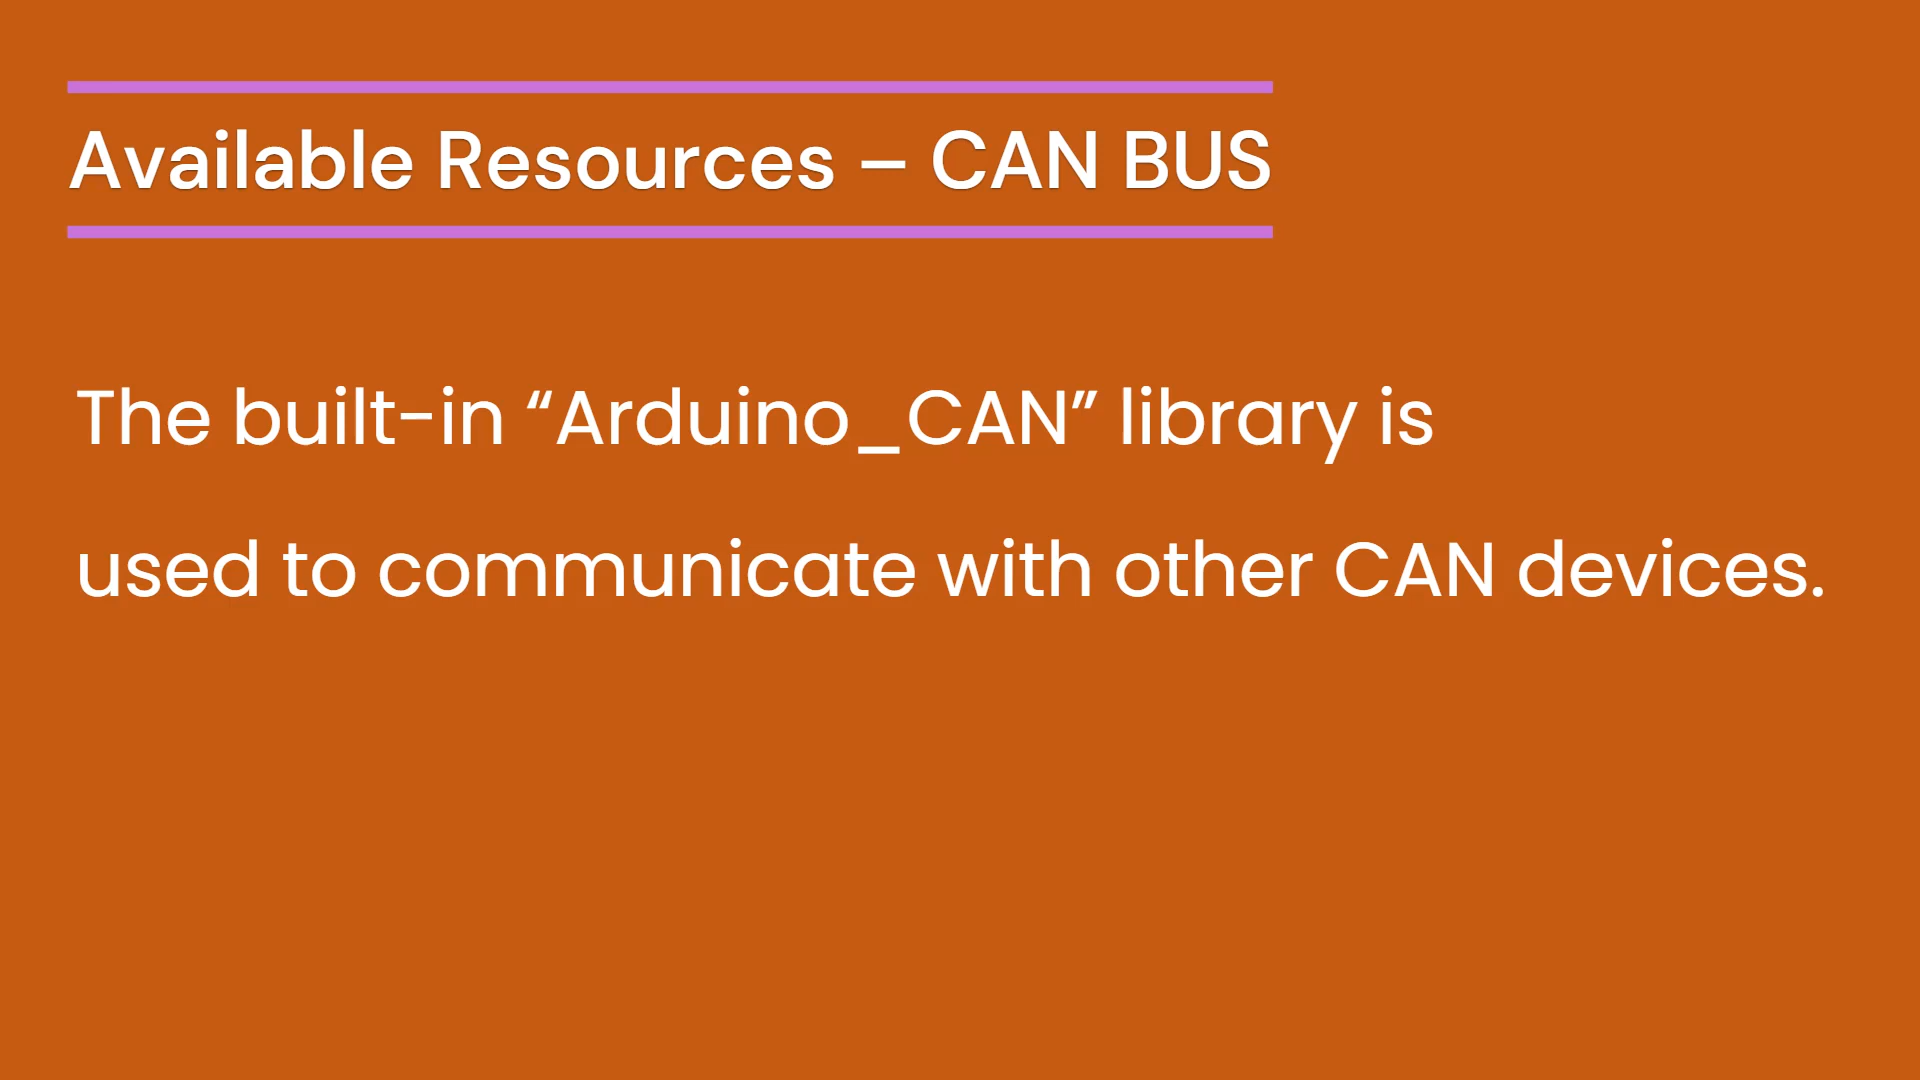 Available Resources – CAN BUS
The built-in “Arduino_CAN” library is
used to communicate with other CAN devices.